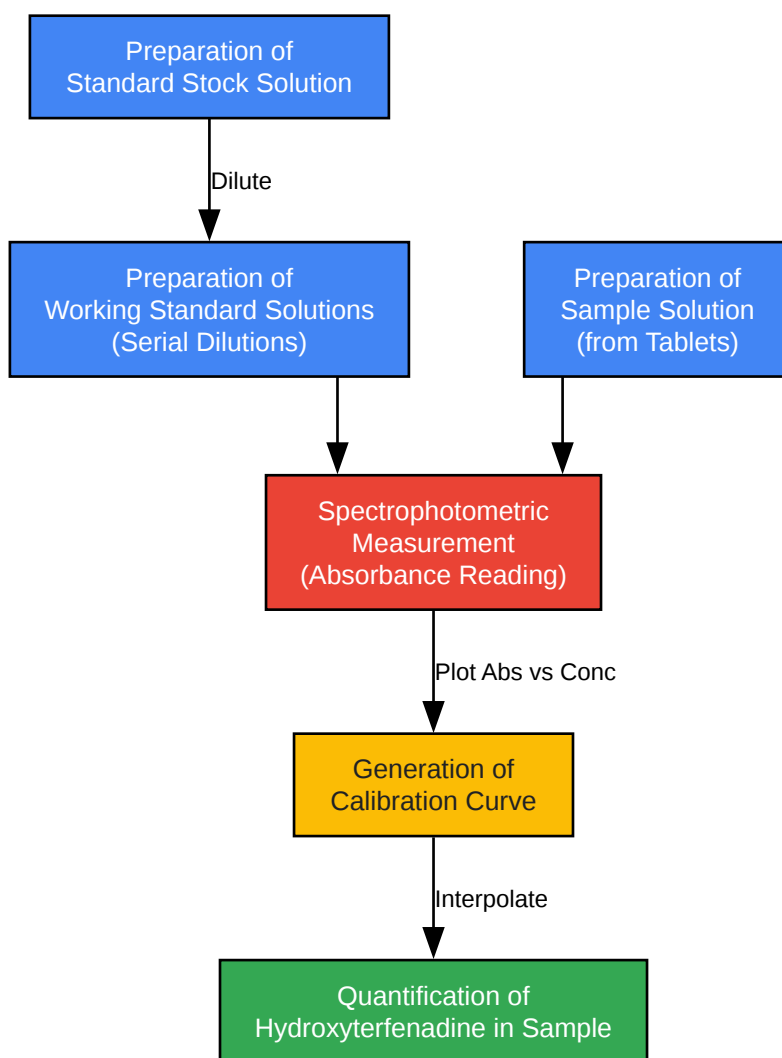 Preparation of
Standard Stock Solution
Dilute
Preparation of
Working Standard Solutions
(Serial Dilutions)
Preparation of
Sample Solution
(from Tablets)
Spectrophotometric
Measurement
(Absorbance Reading)
Plot Abs vs Conc
Generation of
Calibration Curve
Interpolate
Quantification of
Hydroxyterfenadine in Sample